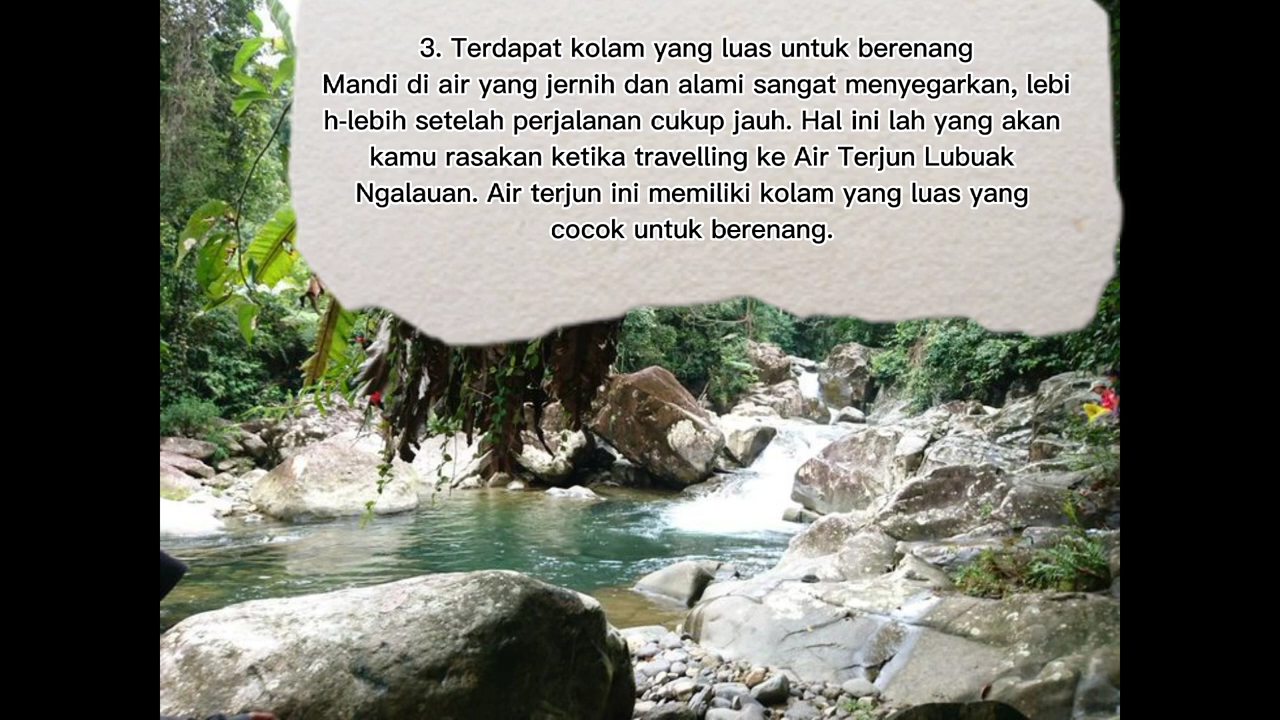 3. Terdapat kolam yang luas untuk berenang
Mandi di air yang jernih dan alami sangat menyegarkan, lebi
h-lebih setelah perjalanan cukup jauh. Hal ini lah yang akan
kamu rasakan ketika travelling ke Air Terjun Lubuak
Ngalauan. Air terjun ini memiliki kolam yang luas yang
cocok untuk berenang.